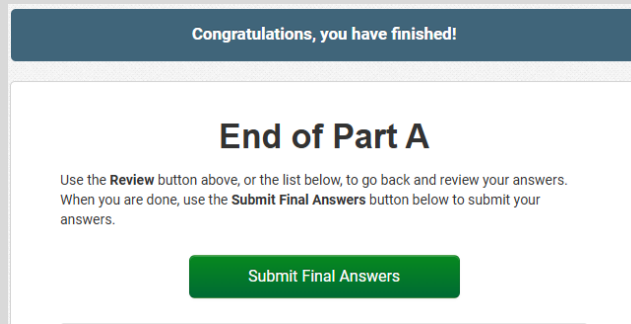 Congratulations, you have finished!
End of Part A
Use the Review button above, or the list below, to go back and review your answers.
When you are done, use the Submit Final Answers button below to submit your
answers.
Submit Final Answers